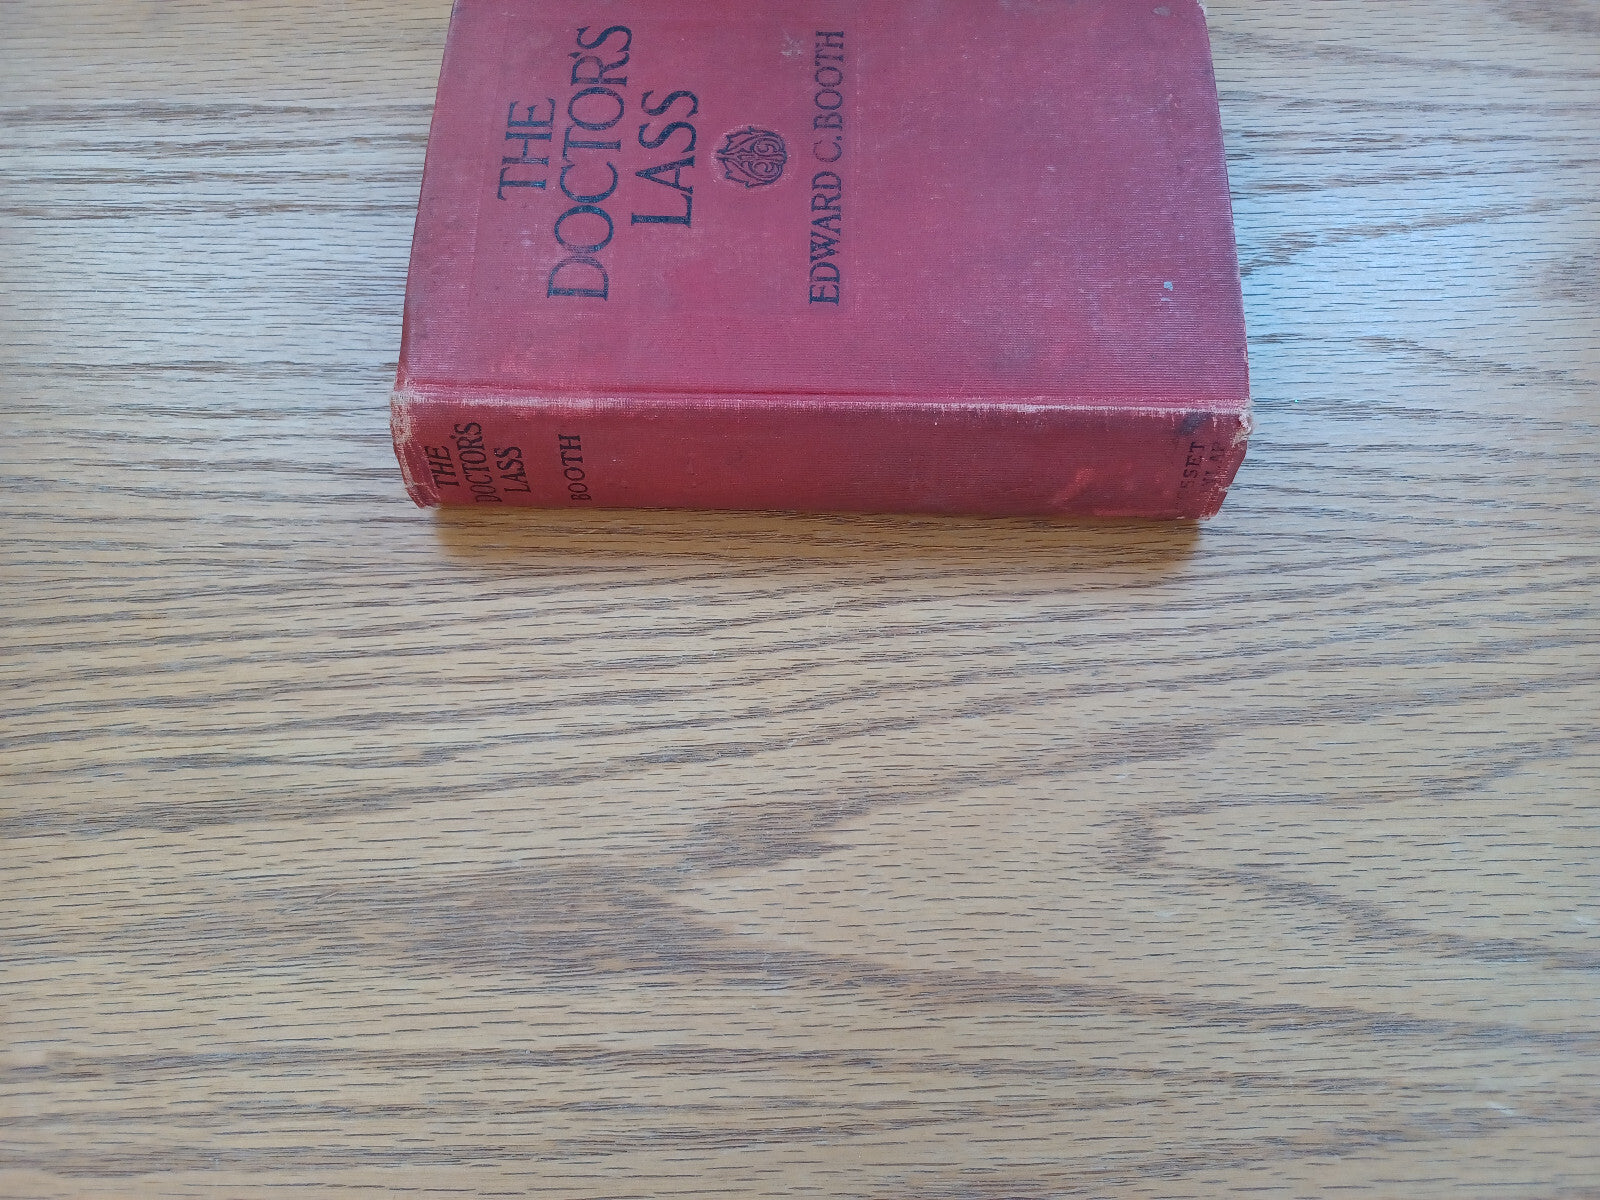 THE
DOCTOR'S
LASS
EDWARD C. BOOTH
THE
DOCTOR'S
LASS
BOOTH